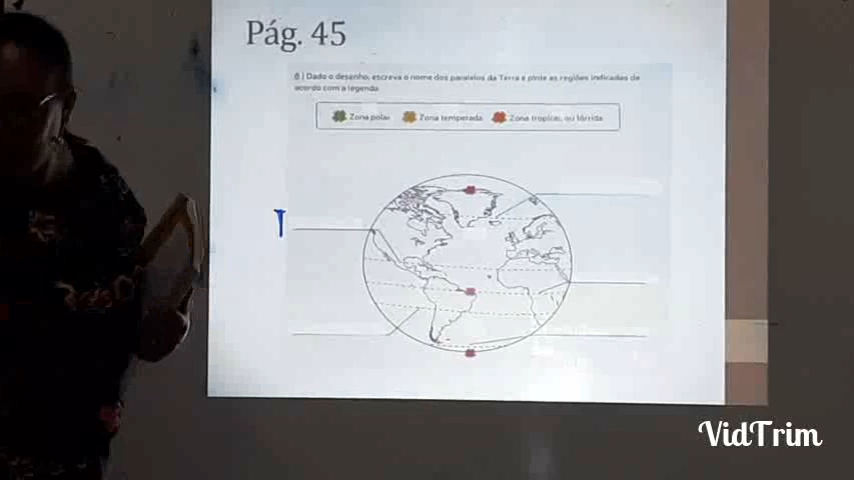 Pág. 45
8 ) Dado o desenho, escreva o nome dos paralelos da Terra e pinte as regiões indicadas de
acordo com a legenda.
Zona polar Zona temperada Zona tropical ou tórrida
T
VidTrim